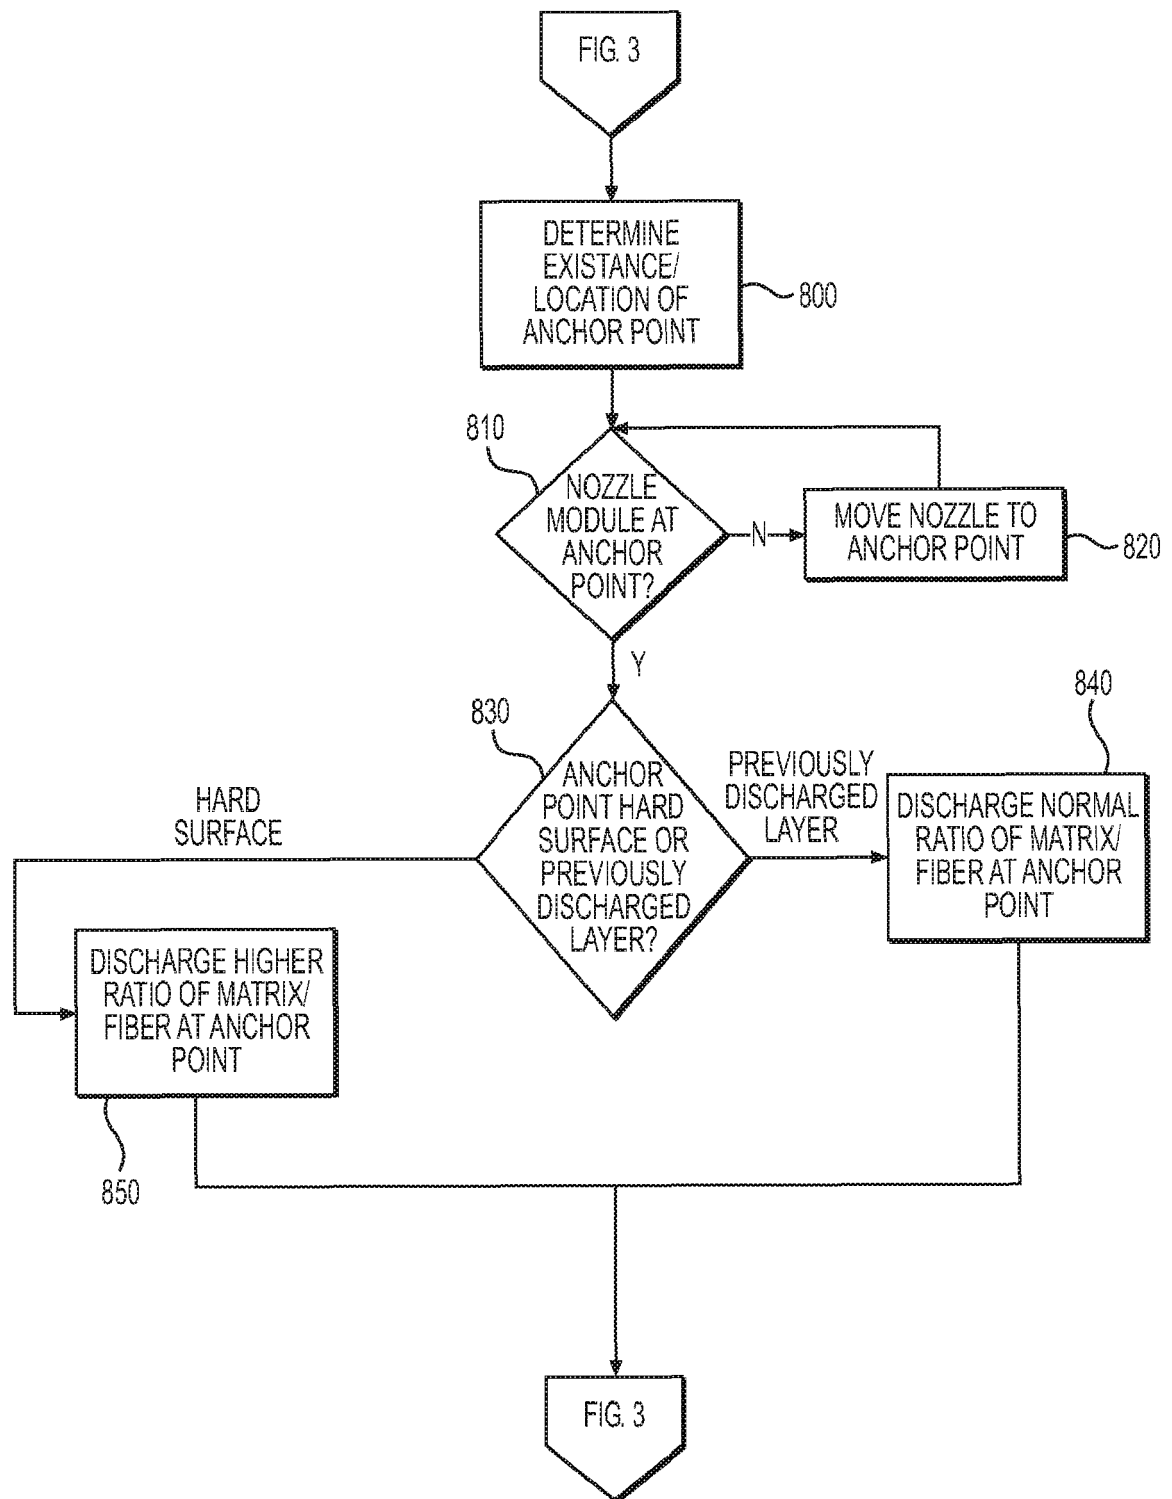 FIG. 3
DETERMINE
EXISTANCE/
LOCATION OF
ANCHOR POINT
800
810
NOZZLE
MODULE AT
ANCHOR
POINT?
N
MOVE NOZZLE TO
ANCHOR POINT
820
Y
830
ANCHOR
POINT HARD
SURFACE OR
PREVIOUSLY
DISCHARGED
LAYER?
PREVIOUSLY
DISCHARGED
LAYER
840
DISCHARGE NORMAL
RATIO OF MATRIX/
FIBER AT ANCHOR
POINT
HARD
SURFACE
DISCHARGE HIGHER
RATIO OF MATRIX/
FIBER AT ANCHOR
POINT
850
FIG. 3